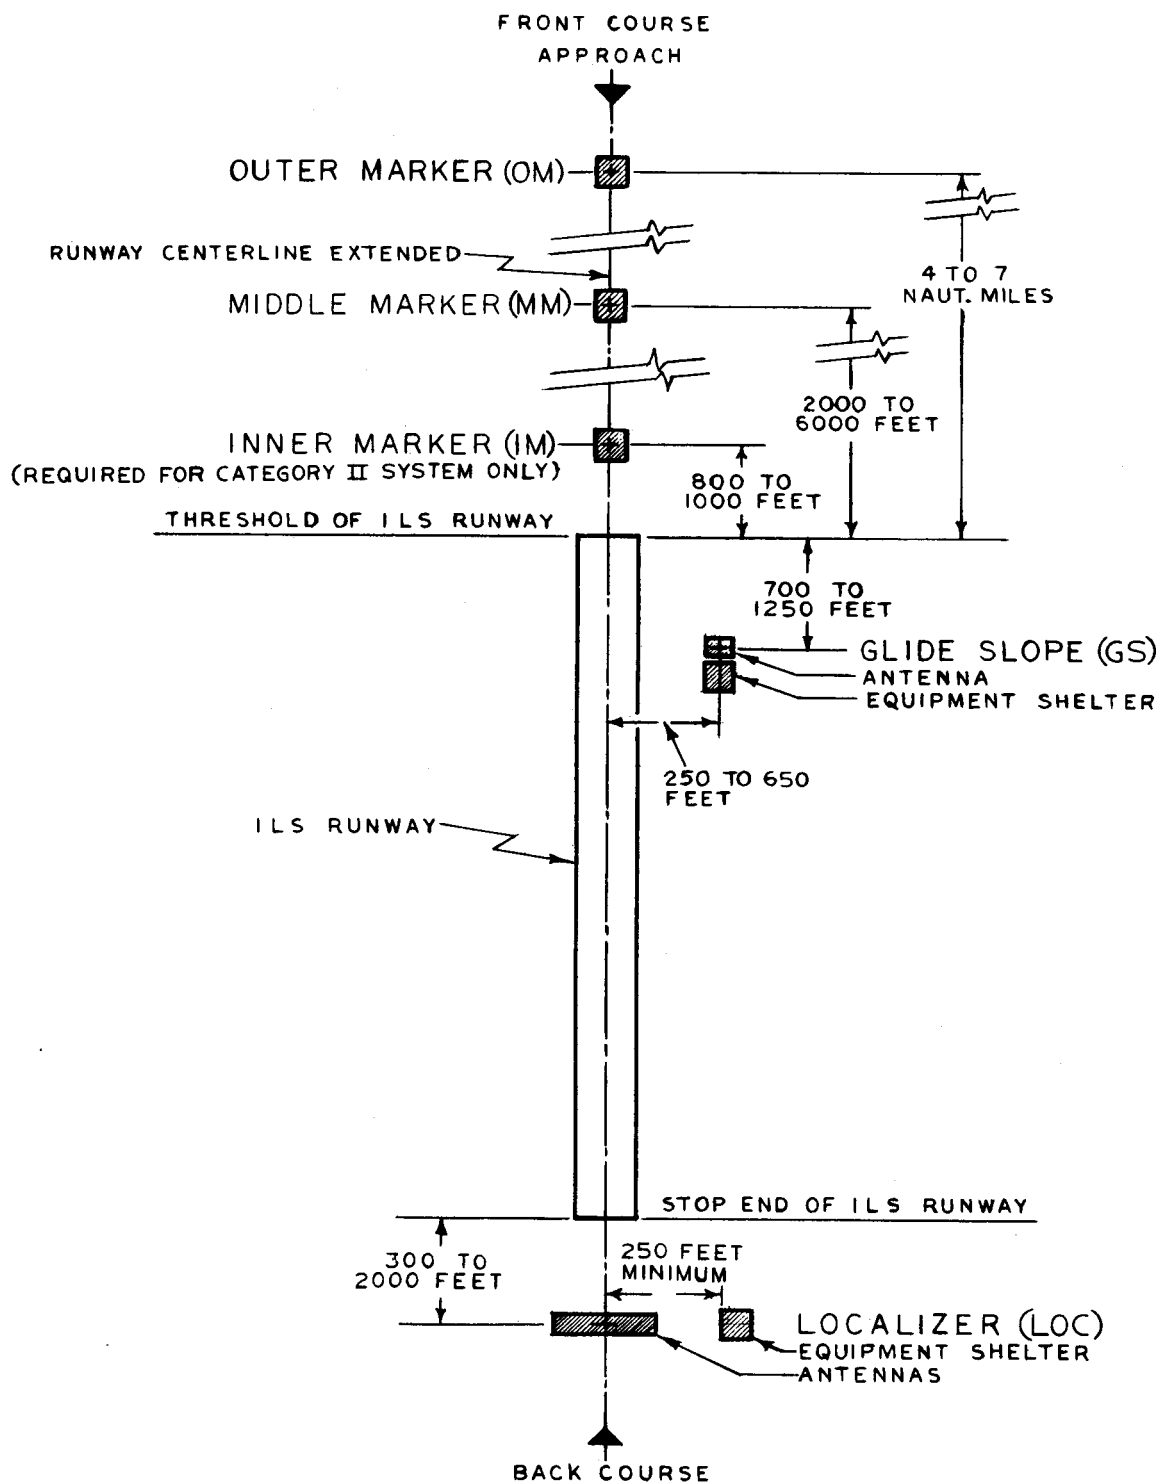 FRONT COURSE
APPROACH
OUTER MARKER (OM)
RUNWAY CENTERLINE EXTENDED
4 TO 7
NAUT. MILES
MIDDLE MARKER (MM)
2000 TO
6000 FEET
INNER MARKER (IM)
(REQUIRED FOR CATEGORY II SYSTEM ONLY)
800 TO
1000 FEET
THRESHOLD OF ILS RUNWAY
700 TO
1250 FEET
GLIDE SLOPE (GS)
ANTENNA
EQUIPMENT SHELTER
250 TO 650
FEET
ILS RUNWAY
STOP END OF ILS RUNWAY
300 TO
2000 FEET
250 FEET
MINIMUM
LOCALIZER (LOC)
EQUIPMENT SHELTER
ANTENNAS
BACK COURSE